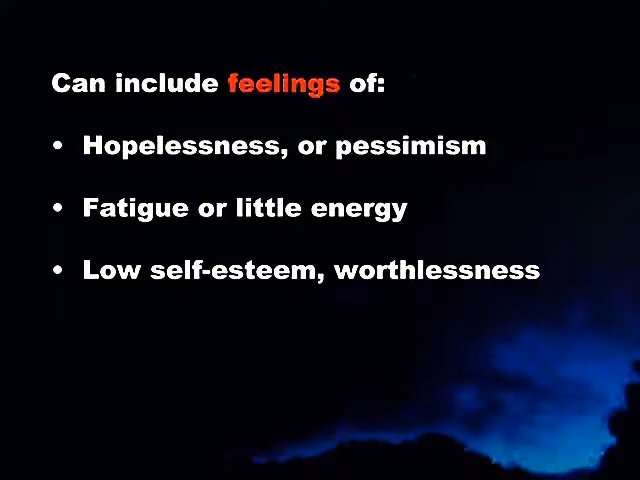 Can include feelings of:
• Hopelessness, or pessimism
• Fatigue or little energy
• Low self-esteem, worthlessness